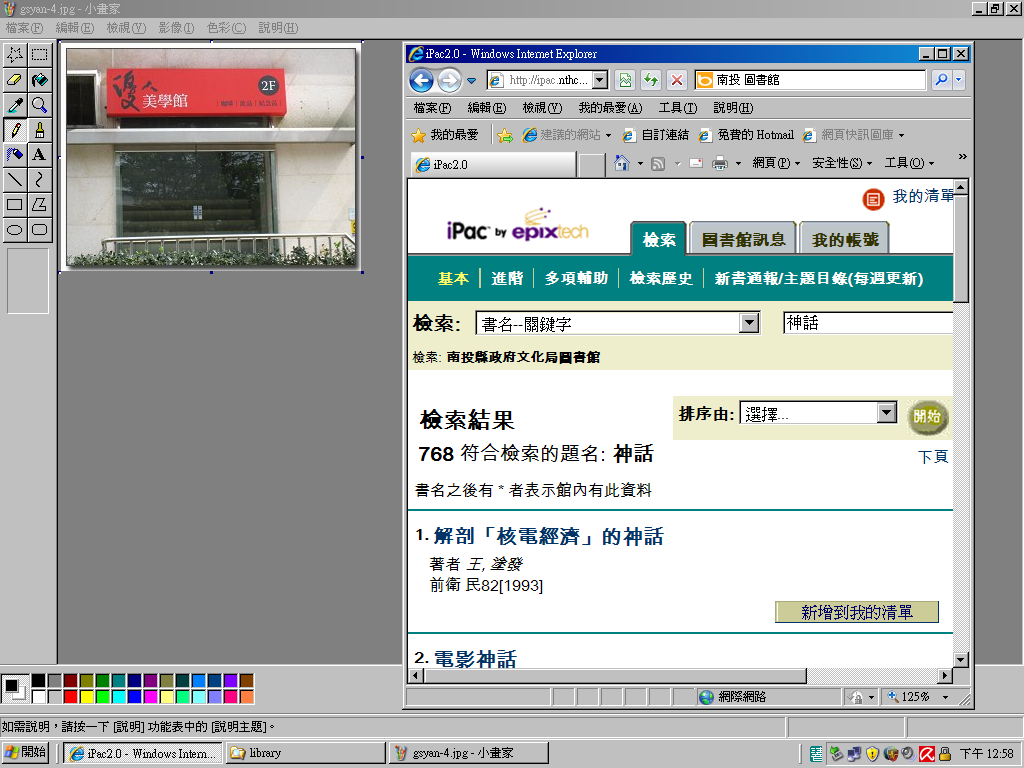 gsyan-4.jpg - 小畫家
檔案(F) 編輯(E) 檢視(V) 影像(I) 色彩(C) 說明(H)
優人
美學館
2F
iPac2.0 - Windows Internet Explorer
http://ipac.nthc...
南投 圖書館
檔案(F) 編輯(E) 檢視(V) 我的最愛(A) 工具(T) 說明(H)
我的最愛 建議的網站 自訂連結 免費的 Hotmail 網頁快訊圖庫
iPac2.0
網頁(P) 安全性(S) 工具(O) »
我的清單
iPac™ by epixtech
檢索 圖書館訊息 我的帳號
基本 進階 多項輔助 檢索歷史 新書通報/主題目錄(每週更新)
檢索: 書名--關鍵字 神話
檢索: 南投縣政府文化局圖書館
排序由: 選擇... 開始
檢索結果
768 符合檢索的題名: 神話
下頁
書名之後有 * 者表示館內有此資料
1. 解剖「核電經濟」的神話
著者 王, 塗發
前衛 民82[1993]
新增到我的清單
2. 電影神話
網際網路 125%
如需說明，請按一下 [說明] 功能表中的 [說明主題]。
開始 iPac2.0 - Windows Intern... library gsyan-4.jpg - 小畫家 下午 12:58